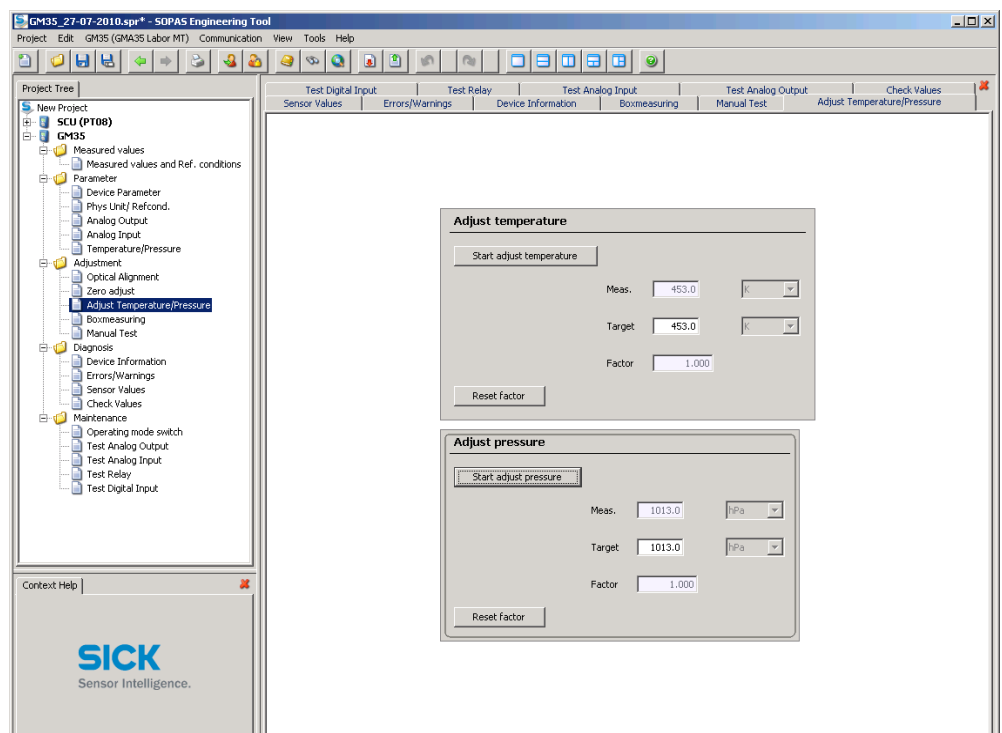 GM35_27-07-2010.spr* - SOPAS Engineering Tool
Project Edit GM35 (GMA35 Labor MT) Communication View Tools Help
Project Tree
New Project
SCU (PT08)
GM35
Measured values
Measured values and Ref. conditions
Parameter
Device Parameter
Phys Unit/ Refcond.
Analog Output
Analog Input
Temperature/Pressure
Adjustment
Optical Alignment
Zero adjust
Adjust Temperature/Pressure
Boxmeasuring
Manual Test
Diagnosis
Device Information
Errors/Warnings
Sensor Values
Check Values
Maintenance
Operating mode switch
Test Analog Output
Test Analog Input
Test Relay
Test Digital Input
Context Help
SICK
Sensor Intelligence.
Test Digital Input Test Relay Test Analog Input Test Analog Output Check Values
Sensor Values Errors/Warnings Device Information Boxmeasuring Manual Test Adjust Temperature/Pressure
Adjust temperature
Start adjust temperature
Meas. 453.0 K
Target 453.0 K
Factor 1.000
Reset factor
Adjust pressure
Start adjust pressure
Meas. 1013.0 hPa
Target 1013.0 hPa
Factor 1.000
Reset factor